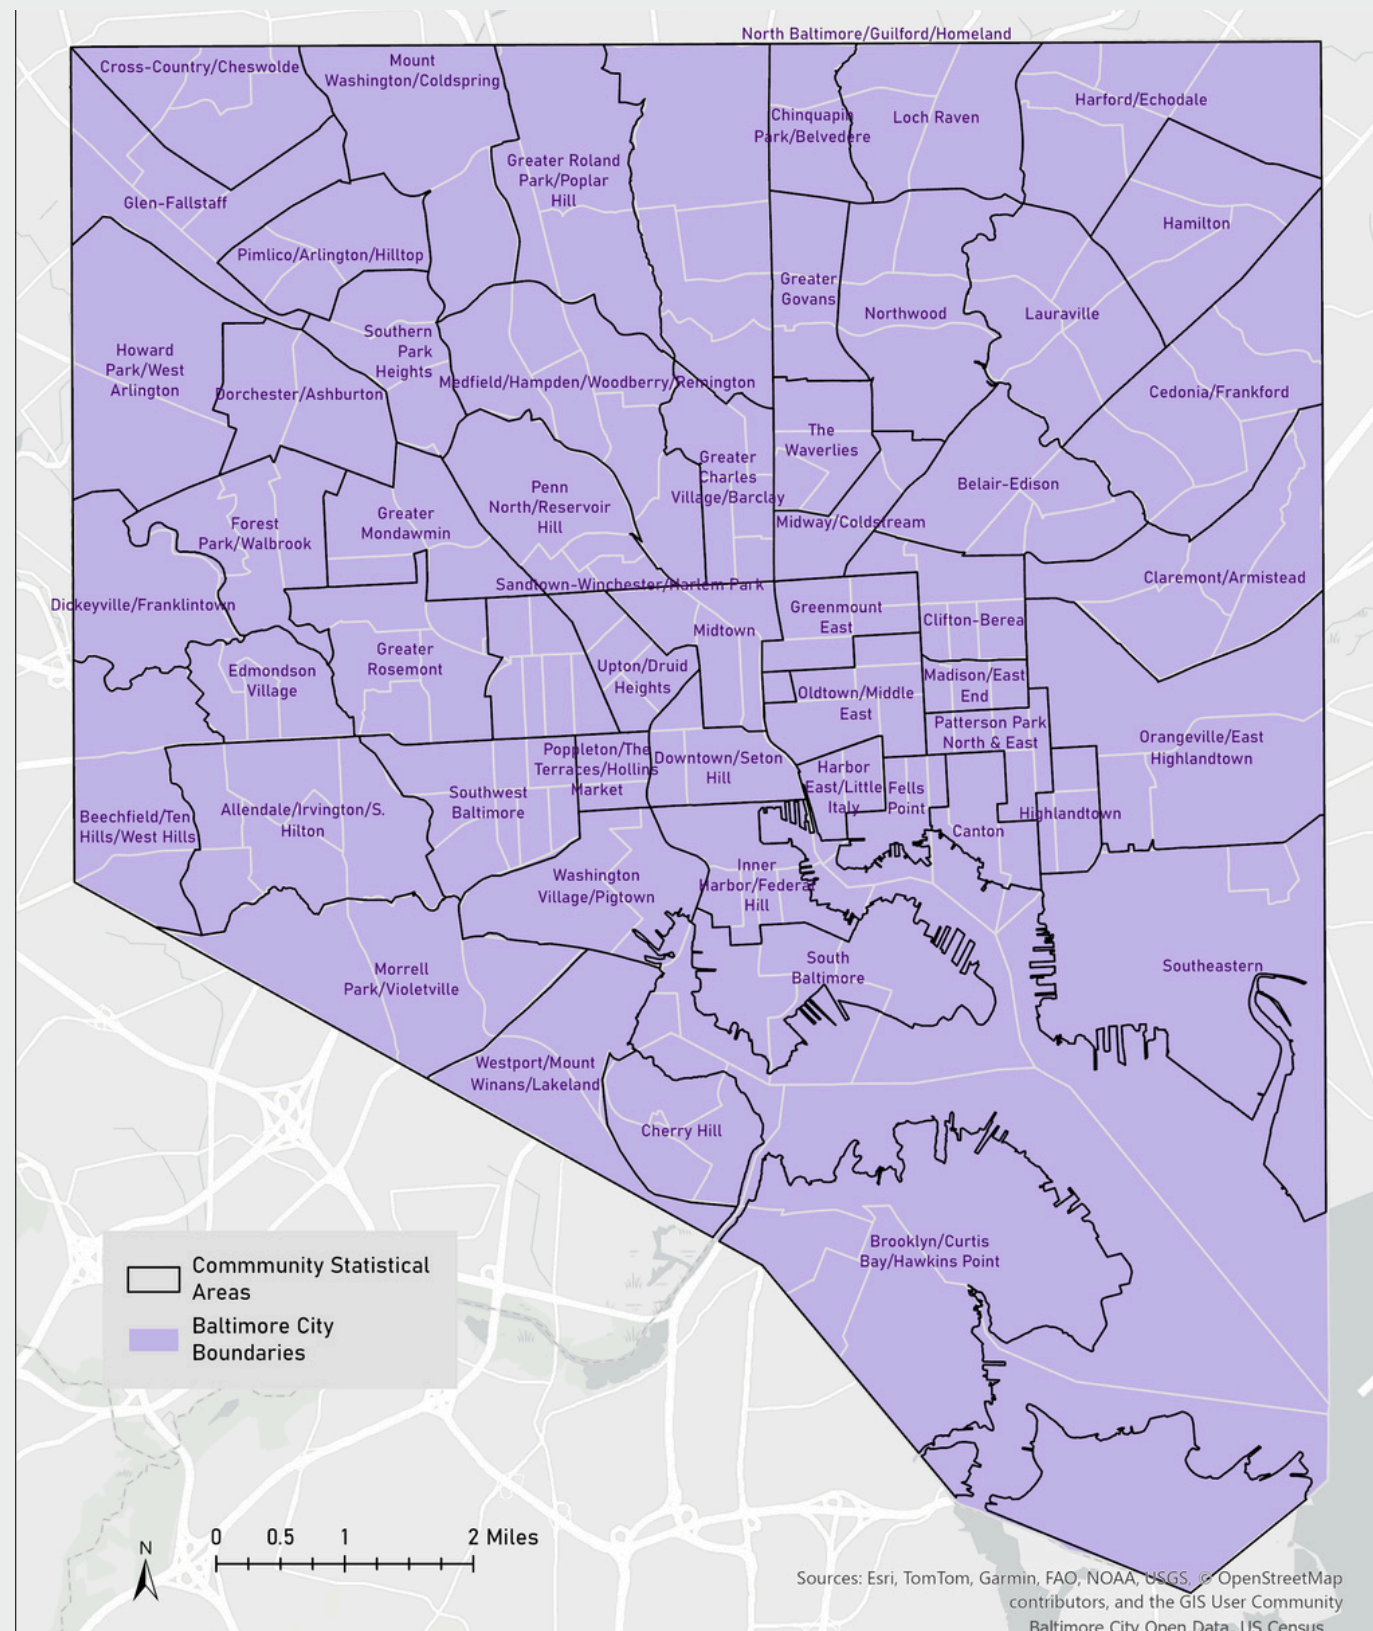 North Baltimore/Guilford/Homeland
Cross-Country/Cheswolde
Mount
Washington/Coldspring
Harford/Echodale
Chinquapin
Park/Belvedere
Loch Raven
Greater Roland
Park/Poplar
Hill
Glen-Fallstaff
Hamilton
Pimlico/Arlington/Hilltop
Greater
Govans
Northwood
Lauraville
Southern
Park
Heights
Howard
Park/West
Arlington
Dorchester/Ashburton
Medfield/Hampden/Woodberry/Remington
Cedonia/Frankford
The
Waverlies
Greater
Charles
Village/Barclay
Belair-Edison
Penn
North/Reservoir
Hill
Greater
Mondawmin
Forest
Park/Walbrook
Midway/Coldstream
Sandtown-Winchester/Harlem Park
Claremont/Armistead
Dickeyville/Franklintown
Greenmount
East
Clifton-Berea
Midtown
Greater
Rosemont
Edmondson
Village
Upton/Druid
Heights
Madison/East
End
Oldtown/Middle
East
Patterson Park
North & East
Orangeville/East
Highlandtown
Poppleton/The
Terraces/Hollins
Market
Downtown/Seton
Hill
Harbor
East/Little
Italy
Fells
Point
Southwest
Baltimore
Allendale/Irvington/S.
Hilton
Beechfield/Ten
Hills/West Hills
Highlandtown
Canton
Washington
Village/Pigtown
Inner
Harbor/Federal
Hill
South
Baltimore
Southeastern
Morrell
Park/Violetville
Westport/Mount
Winans/Lakeland
Cherry Hill
Brooklyn/Curtis
Bay/Hawkins Point
Commmunity Statistical
Areas
Baltimore City
Boundaries
N
0 0.5 1 2 Miles
Sources: Esri, TomTom, Garmin, FAO, NOAA, USGS, © OpenStreetMap
contributors, and the GIS User Community
Baltimore City Open Data, US Census